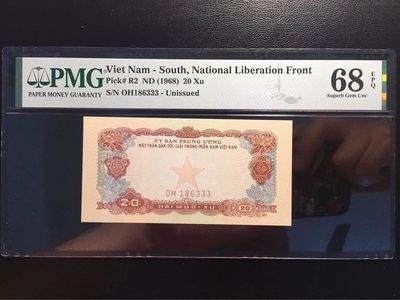 PMG
PAPER MONEY GUARANTY
Viet Nam - South, National Liberation Front
Pick# R2 ND (1968) 20 Xu
S/N OH186333 - Unissued
68 EPQ
Superb Gem Unc
ỦY BAN TRUNG ƯƠNG
MẶT TRẬN DÂN TỘC GIẢI PHÓNG MIỀN NAM VIỆT NAM
20
20
OH 186333
20
HAI MƯƠI XU
20